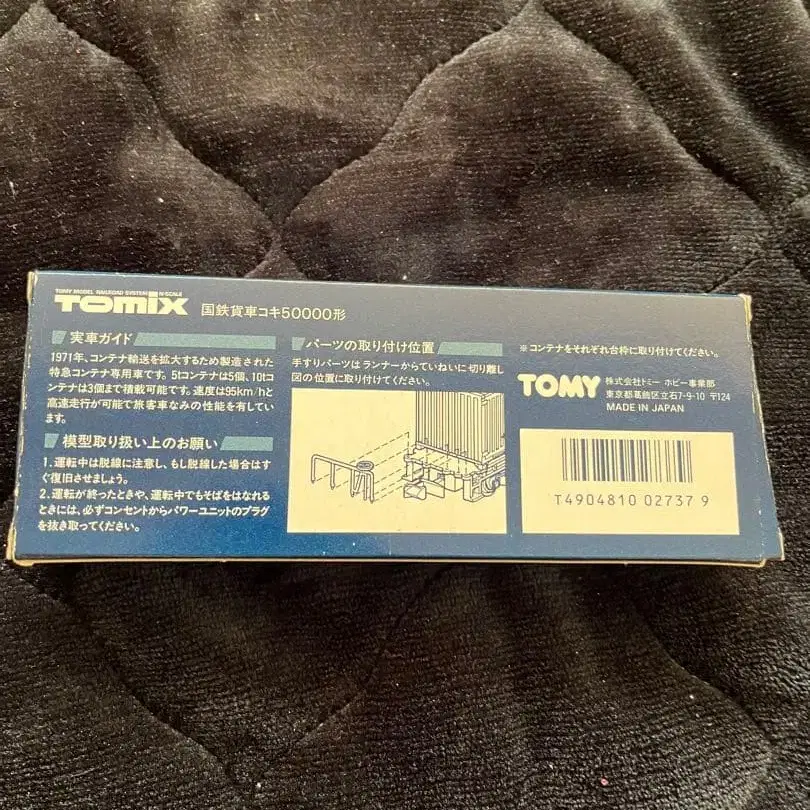 TOMY MODEL RAILROAD SYSTEM N SCALE
TOMIX 国鉄貨車コキ50000形
実車ガイド
1971年、コンテナ輸送を拡大するため製造された
特急コンテナ専用車です。5tコンテナは5個、10tコ
ンテナは3個まで積載可能です。速度は95km/hと
高速走行が可能で旅客車なみの性能を有してい
ます。
模型取り扱い上のお願い
1.運転中は脱線に注意し、もし脱線した場合はす
ぐ復旧させましょう。
2.運転が終ったときや、運転中でもそばをはなれる
ときには、必ずコンセントからパワーユニットのプラグ
を抜き取ってください。
パーツの取り付け位置
手すりパーツはランナーからていねいに切り離し
図の位置に取り付けてください。
※コンテナをそれぞれ台枠に取り付けてください。
TOMY 株式会社トミー ホビー事業部
東京都葛飾区立石7-9-10 〒124
MADE IN JAPAN
T4904810 02737 9